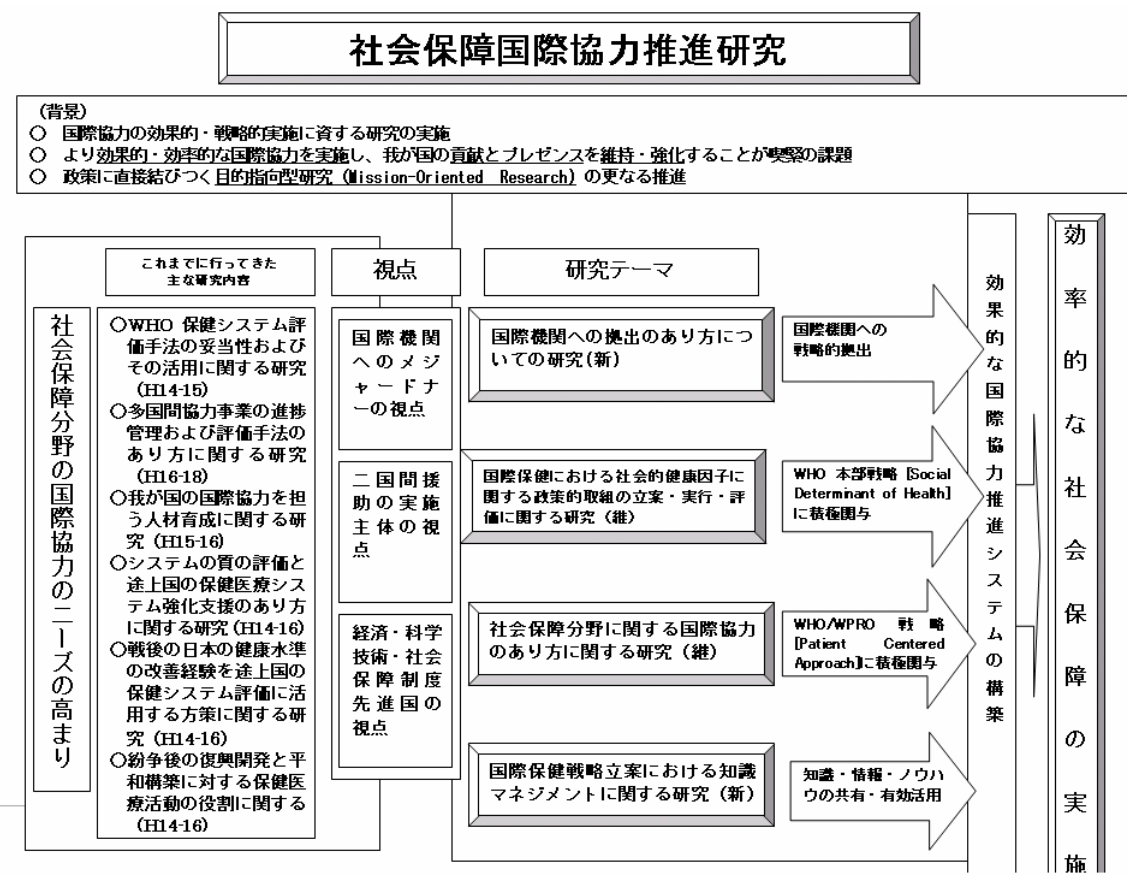 社会保障国際協力推進研究
(背景)
○ 国際協力の効果的・戦略的実施に資する研究の実施
○ より効果的・効率的な国際協力を実施し、我が国の貢献とプレゼンスを維持・強化することが喫緊の課題
○ 政策に直接結びつく目的指向型研究 (Mission-Oriented Research) の更なる推進
社会保障分野の国際協力のニーズの高まり
これまでに行ってきた
主な研究内容
○WHO 保健システム評
価手法の妥当性および
その活用に関する研究
(H14-15)
○多国間協力事業の進捗
管理および評価手法の
あり方に関する研究
(H16-18)
○我が国の国際協力を担
う人材育成に関する研
究 (H15-16)
○システムの質の評価と
途上国の保健医療シス
テム強化支援のあり方
に関する研究 (H14-16)
○戦後の日本の健康水準
の改善経験を途上国の
保健システム評価に活
用する方策に関する研
究 (H14-16)
○紛争後の復興開発と平
和構築に対する保健医
療活動の役割に関する
(H14-16)
視点
国際機関
へのメジ
ャードナ
ーの視点
二国間援
助の実施
主体の視
点
経済・科学
技術・社会
保障制度
先進国の
視点
研究テーマ
国際機関への拠出のあり方につ
いての研究(新)
国際保健における社会的健康因子に
関する政策的取組の立案・実行・評
価に関する研究 (継)
社会保障分野に関する国際協力
のあり方に関する研究 (継)
国際保健戦略立案における知識
マネジメントに関する研究 (新)
国際機関への
戦略的拠出
WHO 本部戦略 [Social
Determinant of Health]
に積極関与
WHO/WPRO 戦略
[Patient Centered
Approach]に積極関与
知識・情報・ノウハ
ウの共有・有効活用
効果的な国際協力推進システムの構築
効率的な社会保障の実施